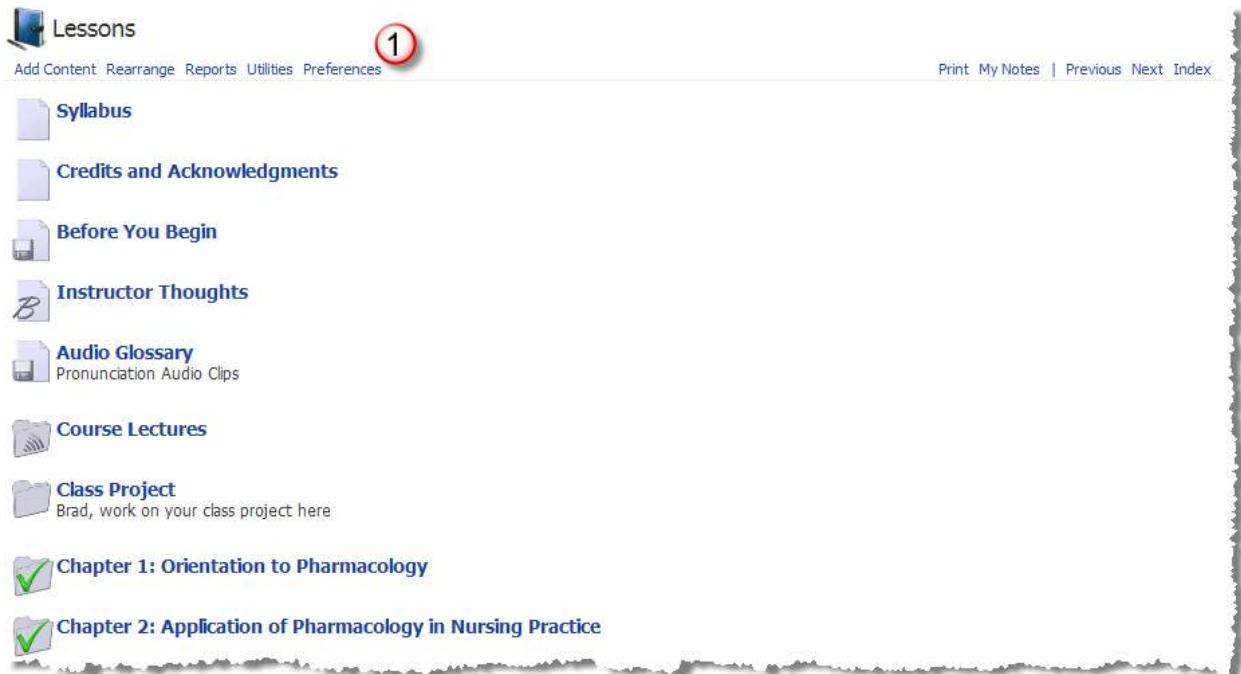 Lessons
1
Add Content Rearrange Reports Utilities Preferences
Print My Notes | Previous Next Index
Syllabus
Credits and Acknowledgments
Before You Begin
B
Instructor Thoughts
Audio Glossary
Pronunciation Audio Clips
Course Lectures
Class Project
Brad, work on your class project here
Chapter 1: Orientation to Pharmacology
Chapter 2: Application of Pharmacology in Nursing Practice